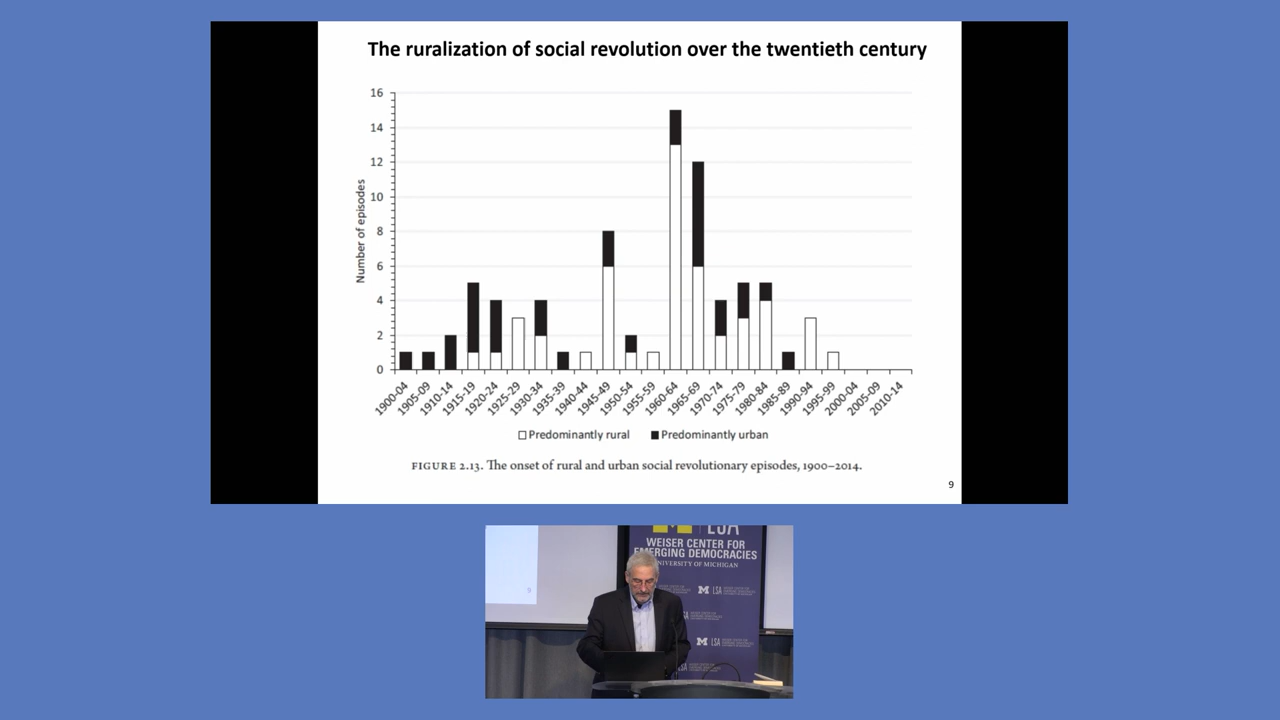 The ruralization of social revolution over the twentieth century
16
14
12
10
8
6
4
2
0
Number of episodes
1900-04
1905-09
1910-14
1915-19
1920-24
1925-29
1930-34
1935-39
1940-44
1945-49
1950-54
1955-59
1960-64
1965-69
1970-74
1975-79
1980-84
1985-89
1990-94
1995-99
2000-04
2005-09
2010-14
Predominantly rural
Predominantly urban
FIGURE 2.13. The onset of rural and urban social revolutionary episodes, 1900–2014.
9
LSA
WEISER CENTER FOR
EMERGING DEMOCRACIES
UNIVERSITY OF MICHIGAN
9
M LSA
LSA
M LSA
LSA